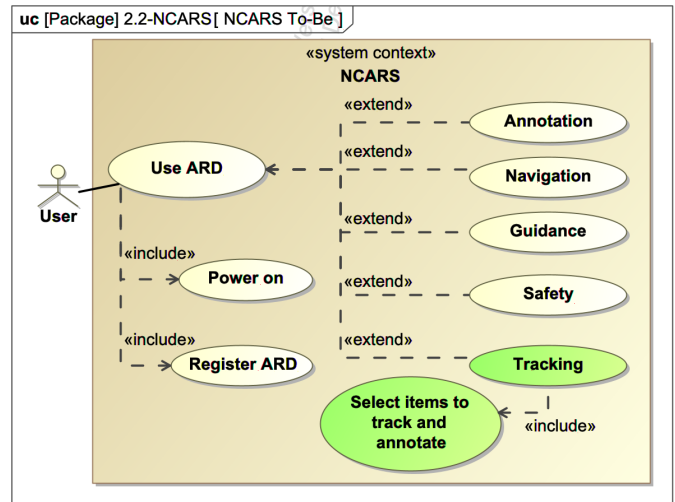 uc [Package] 2.2-NCARS[ NCARS To-Be ]
«system context»
NCARS
«extend»
Annotation
«extend»
Use ARD
Navigation
User
«extend»
Guidance
«include»
Power on
«extend»
Safety
«include»
Register ARD
«extend»
Tracking
Select items to
track and
annotate
«include»